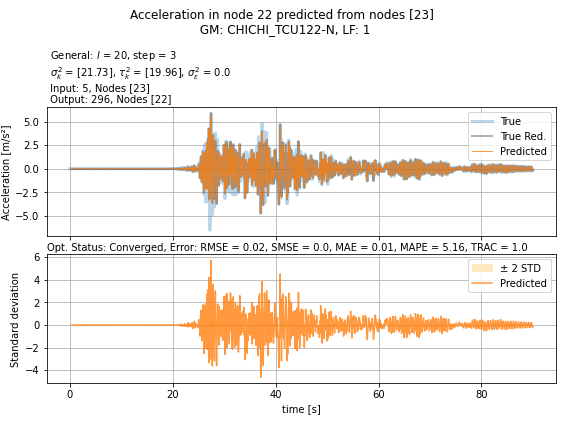 Acceleration in node 22 predicted from nodes [23]
GM: CHICHI_TCU122-N, LF: 1
General: l = 20, step = 3
σ²ₖ = [21.73], τ²ₖ = [19.96], σ²ε = 0.0
Input: 5, Nodes [23]
Output: 296, Nodes [22]
Acceleration [m/s²]
5.0
2.5
0.0
−2.5
−5.0
True
True Red.
Predicted
Opt. Status: Converged, Error: RMSE = 0.02, SMSE = 0.0, MAE = 0.01, MAPE = 5.16, TRAC = 1.0
Standard deviation
6
4
2
0
−2
−4
± 2 STD
Predicted
0 20 40 60 80
time [s]